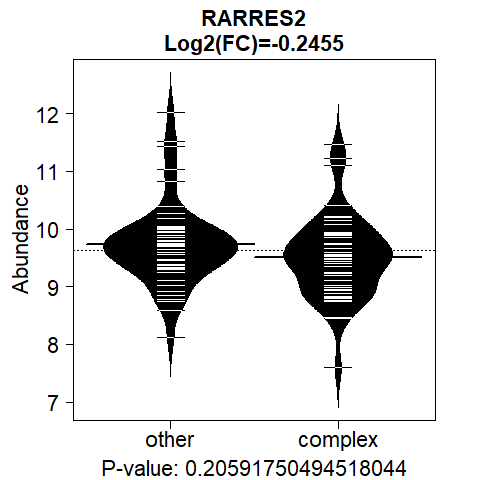 RARRES2
Log2(FC)=-0.2455
Abundance
12
11
10
9
8
7
other complex
P-value: 0.20591750494518044